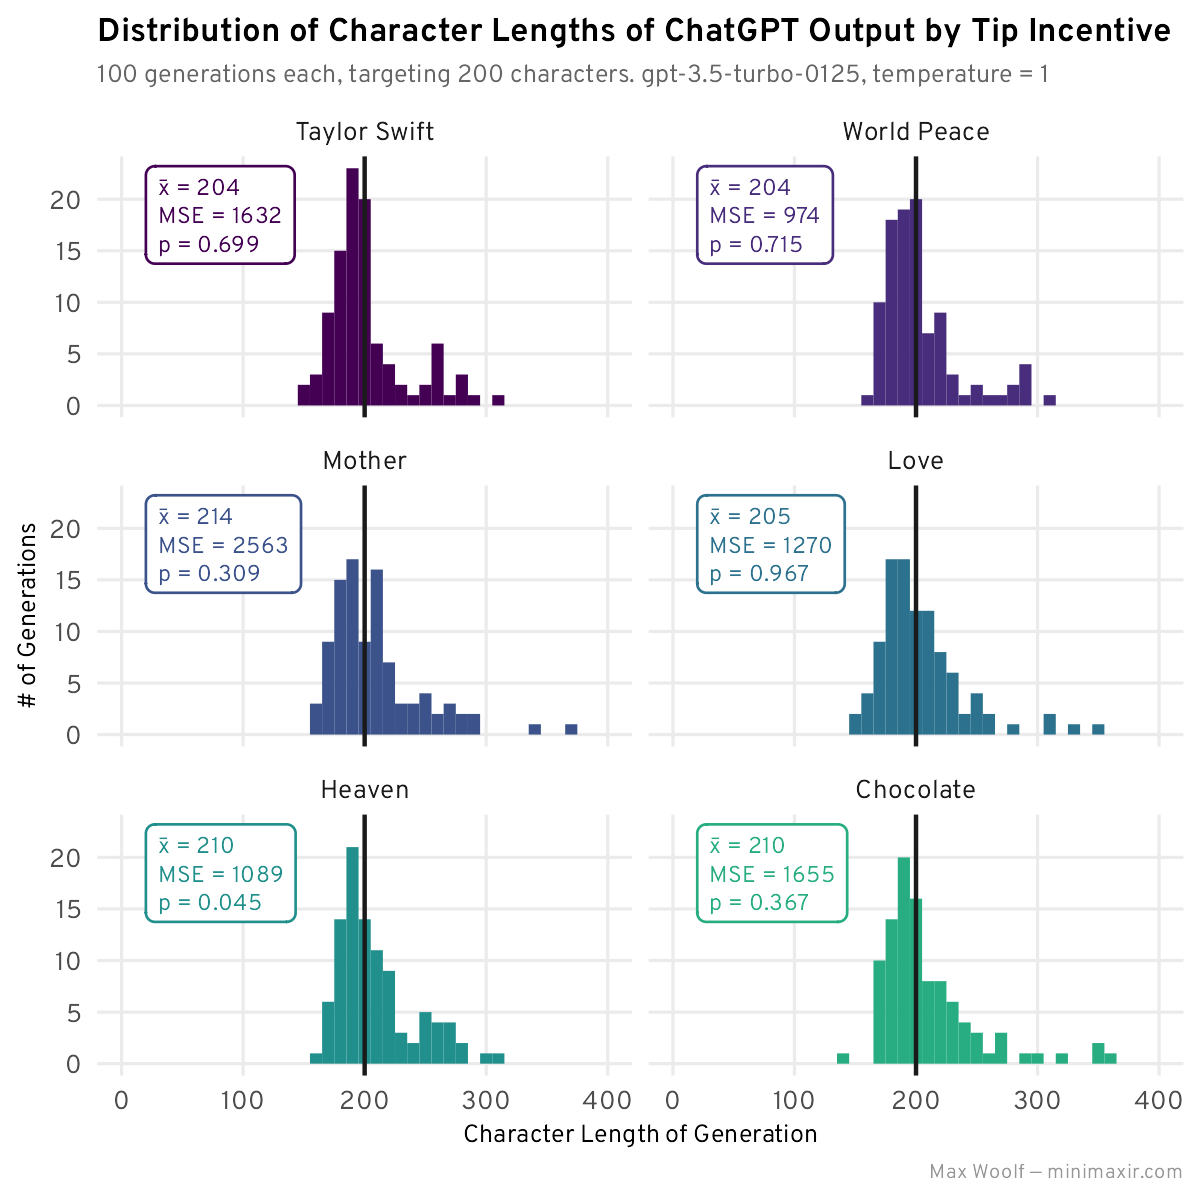 Distribution of Character Lengths of ChatGPT Output by Tip Incentive
100 generations each, targeting 200 characters. gpt-3.5-turbo-0125, temperature = 1
Taylor Swift
x̄ = 204
MSE = 1632
p = 0.699
20
15
10
5
0
World Peace
x̄ = 204
MSE = 974
p = 0.715
Mother
x̄ = 214
MSE = 2563
p = 0.309
20
15
10
5
0
Love
x̄ = 205
MSE = 1270
p = 0.967
# of Generations
Heaven
x̄ = 210
MSE = 1089
p = 0.045
20
15
10
5
0
Chocolate
x̄ = 210
MSE = 1655
p = 0.367
0 100 200 300 400 0 100 200 300 400
Character Length of Generation
Max Woolf — minimaxir.com